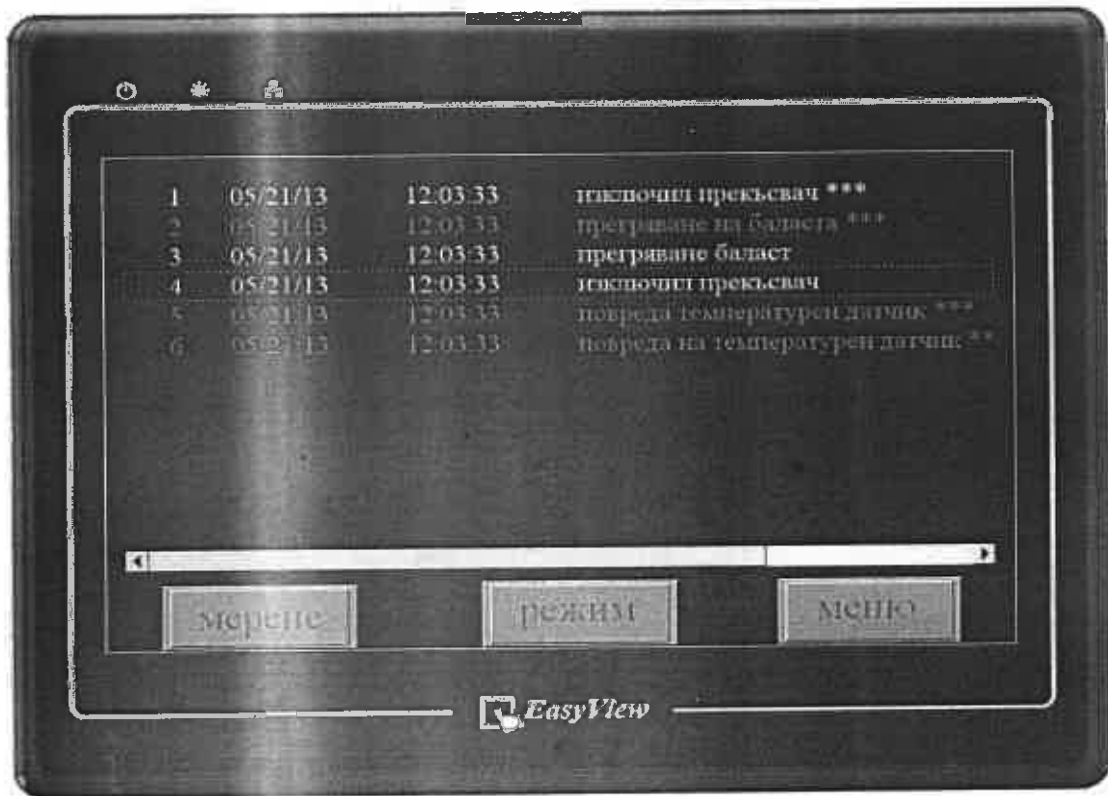 1 05/21/13 12:03:33 изключил прекъсвач ***
2 05/21/13 12:03:33 прегряване на баласта ***
3 05/21/13 12:03:33 прегряване баласт
4 05/21/13 12:03:33 изключил прекъсвач
5 05/21/13 12:03:33 повреда температурен датчик ***
6 05/21/13 12:03:33 повреда на температурен датчик **
мерене режим меню
EasyView